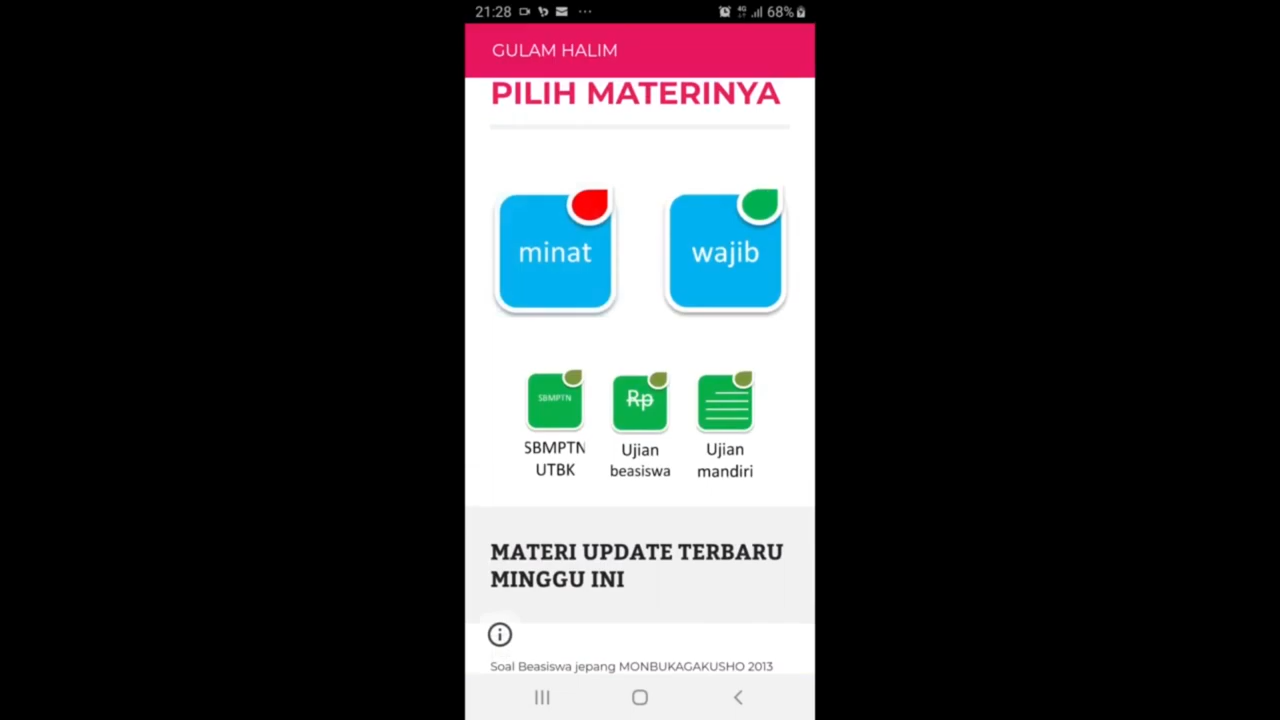 21:28 ... 4G 68%
GULAM HALIM
PILIH MATERINYA
minat wajib
SBMPTN Rp
SBMPTN Ujian Ujian
UTBK beasiswa mandiri
MATERI UPDATE TERBARU
MINGGU INI
Soal Beasiswa jepang MONBUKAGAKUSHO 2013